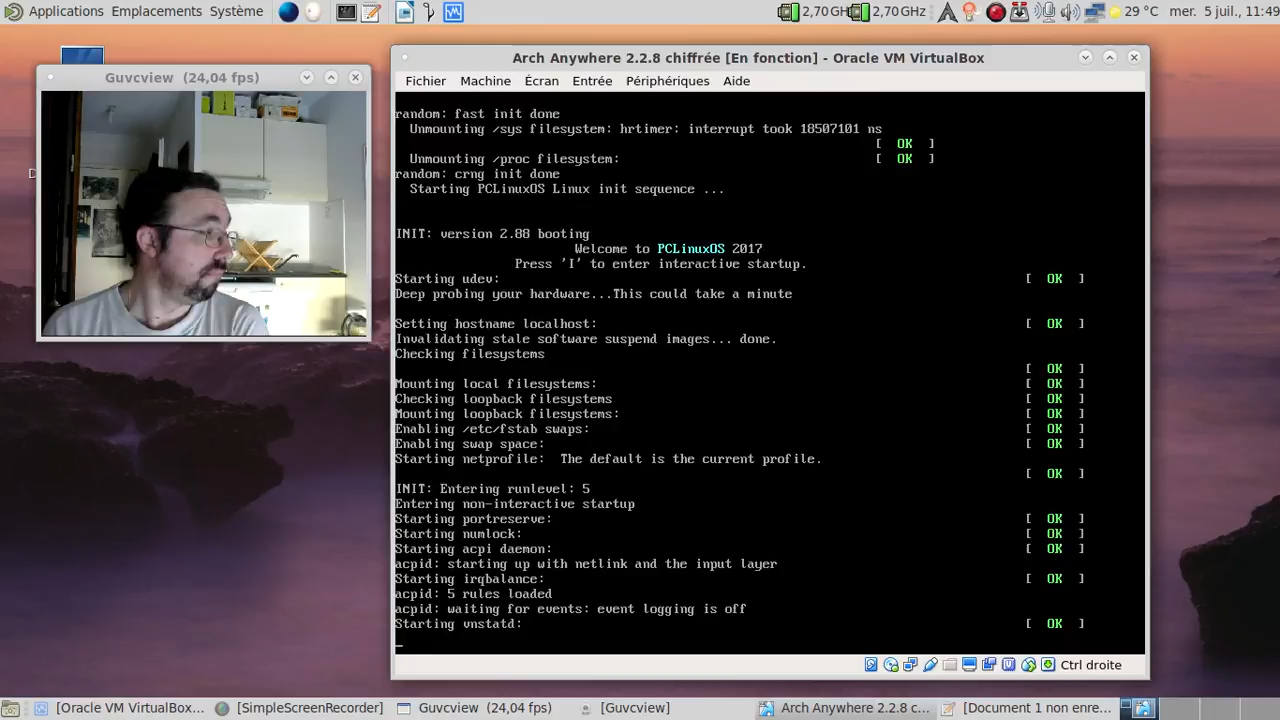 Applications Emplacements Système
2,70 GH 2,70 GHz 29 °C mer. 5 juil., 11:49
Guvcview (24,04 fps)
Arch Anywhere 2.2.8 chiffrée [En fonction] - Oracle VM VirtualBox
Fichier Machine Écran Entrée Périphériques Aide
random: fast init done
Unmounting /sys filesystem: hrtimer: interrupt took 18507101 ns
[ OK ]
Unmounting /proc filesystem: [ OK ]
random: crng init done
Starting PCLinuxOS Linux init sequence ...
INIT: version 2.88 booting
Welcome to PCLinuxOS 2017
Press 'I' to enter interactive startup.
Starting udev: [ OK ]
Deep probing your hardware...This could take a minute
Setting hostname localhost: [ OK ]
Invalidating stale software suspend images... done.
Checking filesystems
[ OK ]
Mounting local filesystems: [ OK ]
Checking loopback filesystems [ OK ]
Mounting loopback filesystems: [ OK ]
Enabling /etc/fstab swaps: [ OK ]
Enabling swap space: [ OK ]
Starting netprofile: The default is the current profile.
[ OK ]
INIT: Entering runlevel: 5
Entering non-interactive startup
Starting portreserve: [ OK ]
Starting numlock: [ OK ]
Starting acpi daemon: [ OK ]
acpid: starting up with netlink and the input layer
Starting irqbalance: [ OK ]
acpid: 5 rules loaded
acpid: waiting for events: event logging is off
Starting vnstatd: [ OK ]
Ctrl droite
[Oracle VM VirtualBox... [SimpleScreenRecorder] Guvcview (24,04 fps) [Guvcview] Arch Anywhere 2.2.8 c... [Document 1 non enre...